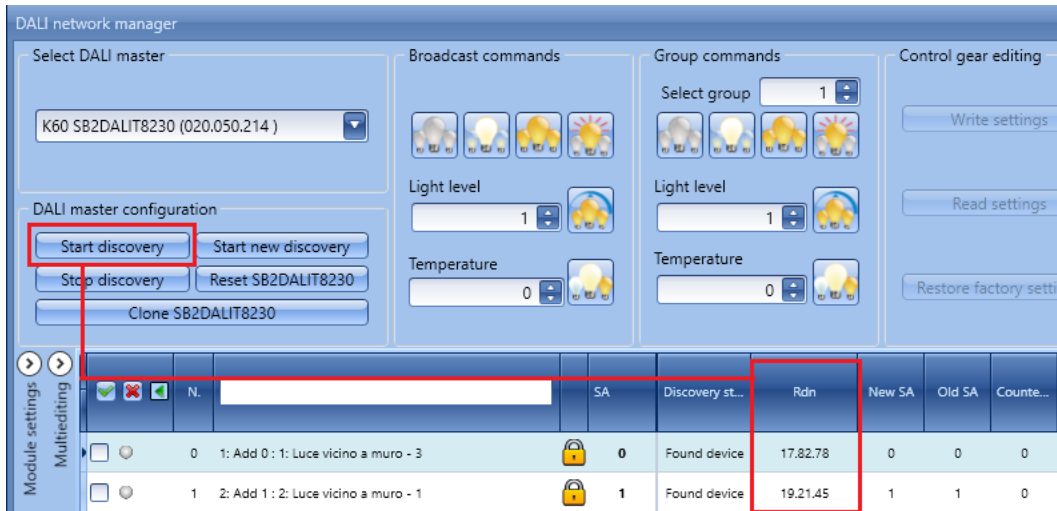 DALI network manager
Select DALI master
K60 SB2DALIT8230 (020.050.214 )
DALI master configuration
Start discovery
Start new discovery
Stop discovery
Reset SB2DALIT8230
Clone SB2DALIT8230
Broadcast commands
Light level
1
Temperature
0
Group commands
Select group 1
Light level
1
Temperature
0
Control gear editing
Write settings
Read settings
Restore factory setti
Module settings
Multiediting
N. SA Discovery st... Rdn New SA Old SA Counte...
0 1: Add 0 : 1: Luce vicino a muro - 3 0 Found device 17.82.78 0 0 0
1 2: Add 1 : 2: Luce vicino a muro - 1 1 Found device 19.21.45 1 1 0